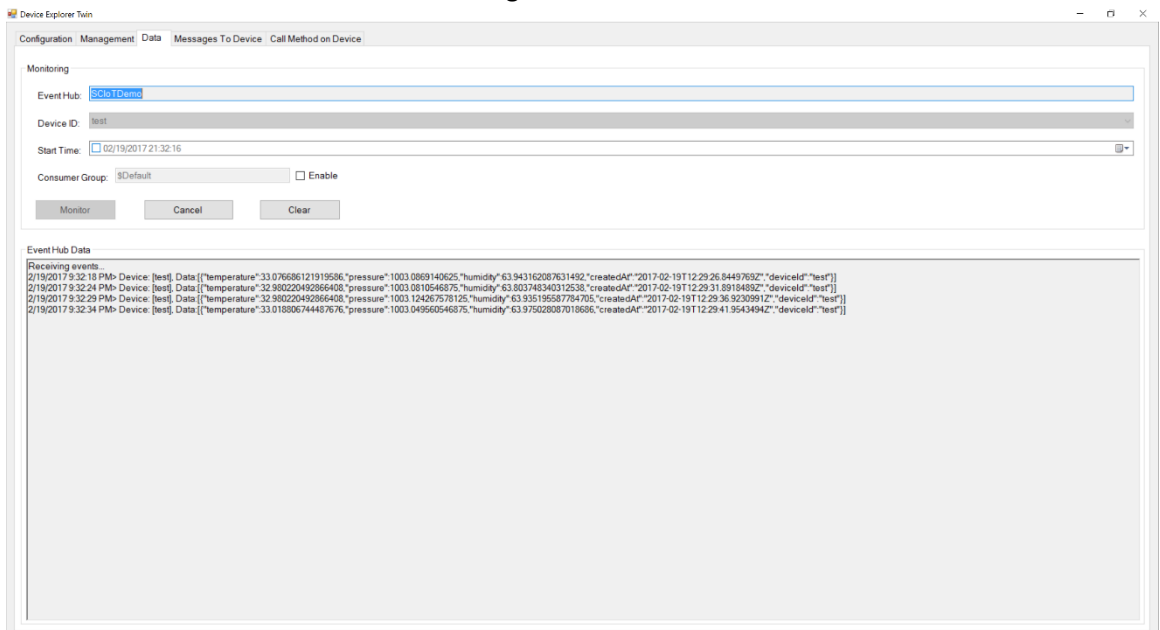 Device Explorer Twin
Configuration Management Data Messages To Device Call Method on Device
Monitoring
Event Hub: SCIoTDemo
Device ID: test
Start Time: 02/19/2017 21:32:16
Consumer Group: $Default Enable
Monitor Cancel Clear
Event Hub Data
Receiving events...
2/19/2017 9:32:18 PM> Device: [test], Data:[{"temperature":33.076686121919586,"pressure":1003.0869140625,"humidity":63.943162087631492,"createdAt":"2017-02-19T12:29:26.8449769Z","deviceId":"test"}]
2/19/2017 9:32:24 PM> Device: [test], Data:[{"temperature":32.980220492866408,"pressure":1003.0810546875,"humidity":63.803748340312538,"createdAt":"2017-02-19T12:29:31.8918489Z","deviceId":"test"}]
2/19/2017 9:32:29 PM> Device: [test], Data:[{"temperature":32.980220492866408,"pressure":1003.124267578125,"humidity":63.935195587784705,"createdAt":"2017-02-19T12:29:36.9230991Z","deviceId":"test"}]
2/19/2017 9:32:34 PM> Device: [test], Data:[{"temperature":33.018806744487676,"pressure":1003.049560546875,"humidity":63.975028087018686,"createdAt":"2017-02-19T12:29:41.9543494Z","deviceId":"test"}]